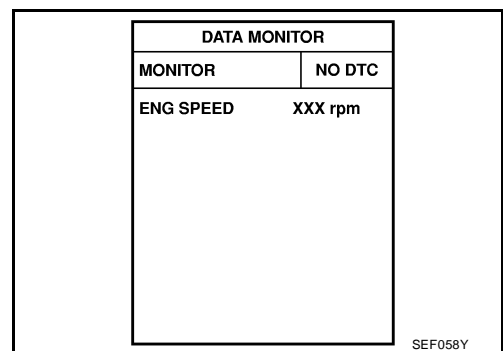 DATA MONITOR
MONITOR NO DTC
ENG SPEED XXX rpm
SEF058Y